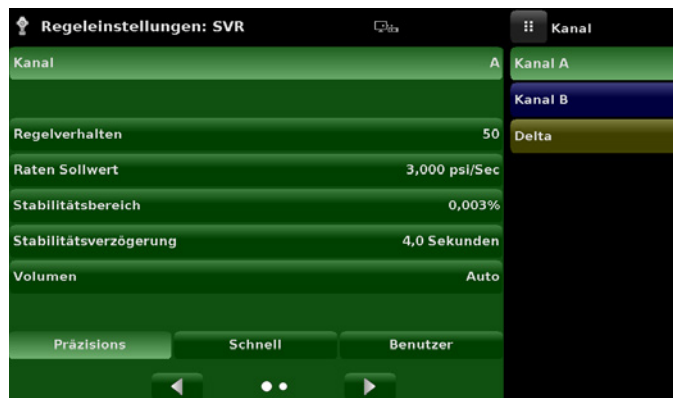 Regeleinstellungen: SVR
Kanal A
Regelverhalten 50
Raten Sollwert 3,000 psi/Sec
Stabilitätsbereich 0,003%
Stabilitätsverzögerung 4,0 Sekunden
Volumen Auto
Präzisions Schnell Benutzer
Kanal
Kanal A
Kanal B
Delta